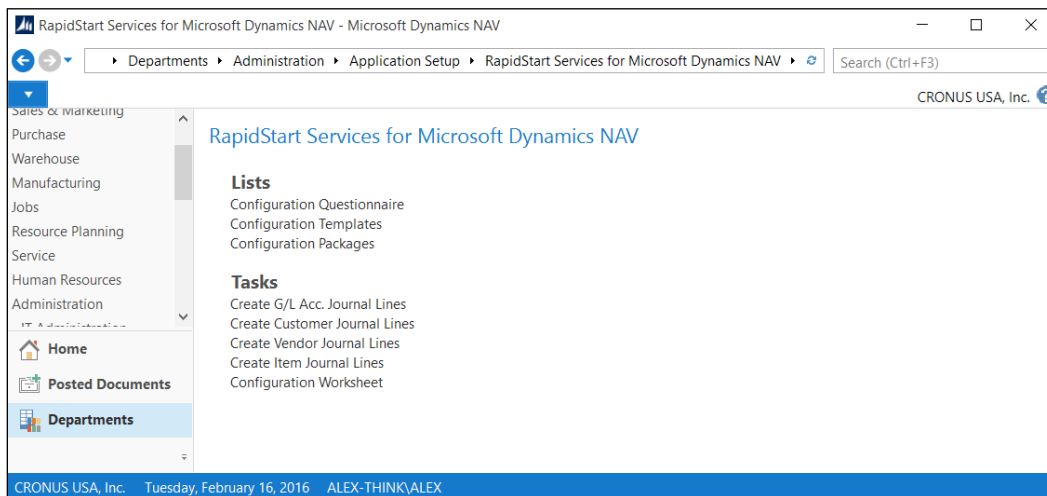 RapidStart Services for Microsoft Dynamics NAV - Microsoft Dynamics NAV
Departments Administration Application Setup RapidStart Services for Microsoft Dynamics NAV Search (Ctrl+F3)
CRONUS USA, Inc.
Sales & Marketing
Purchase
Warehouse
Manufacturing
Jobs
Resource Planning
Service
Human Resources
Administration
IT Administration
Home
Posted Documents
Departments
RapidStart Services for Microsoft Dynamics NAV
Lists
Configuration Questionnaire
Configuration Templates
Configuration Packages
Tasks
Create G/L Acc. Journal Lines
Create Customer Journal Lines
Create Vendor Journal Lines
Create Item Journal Lines
Configuration Worksheet
CRONUS USA, Inc. Tuesday, February 16, 2016 ALEX-THINK\ALEX